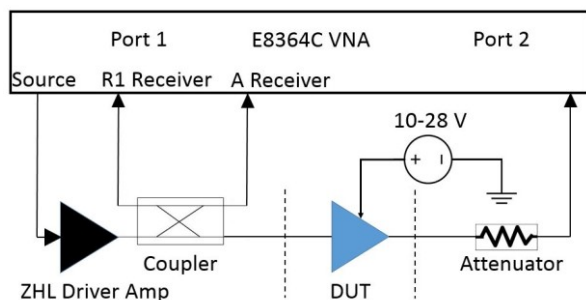 Port 1 E8364C VNA Port 2
Source R1 Receiver A Receiver
10-28 V
+ I
Coupler Attenuator
ZHL Driver Amp DUT